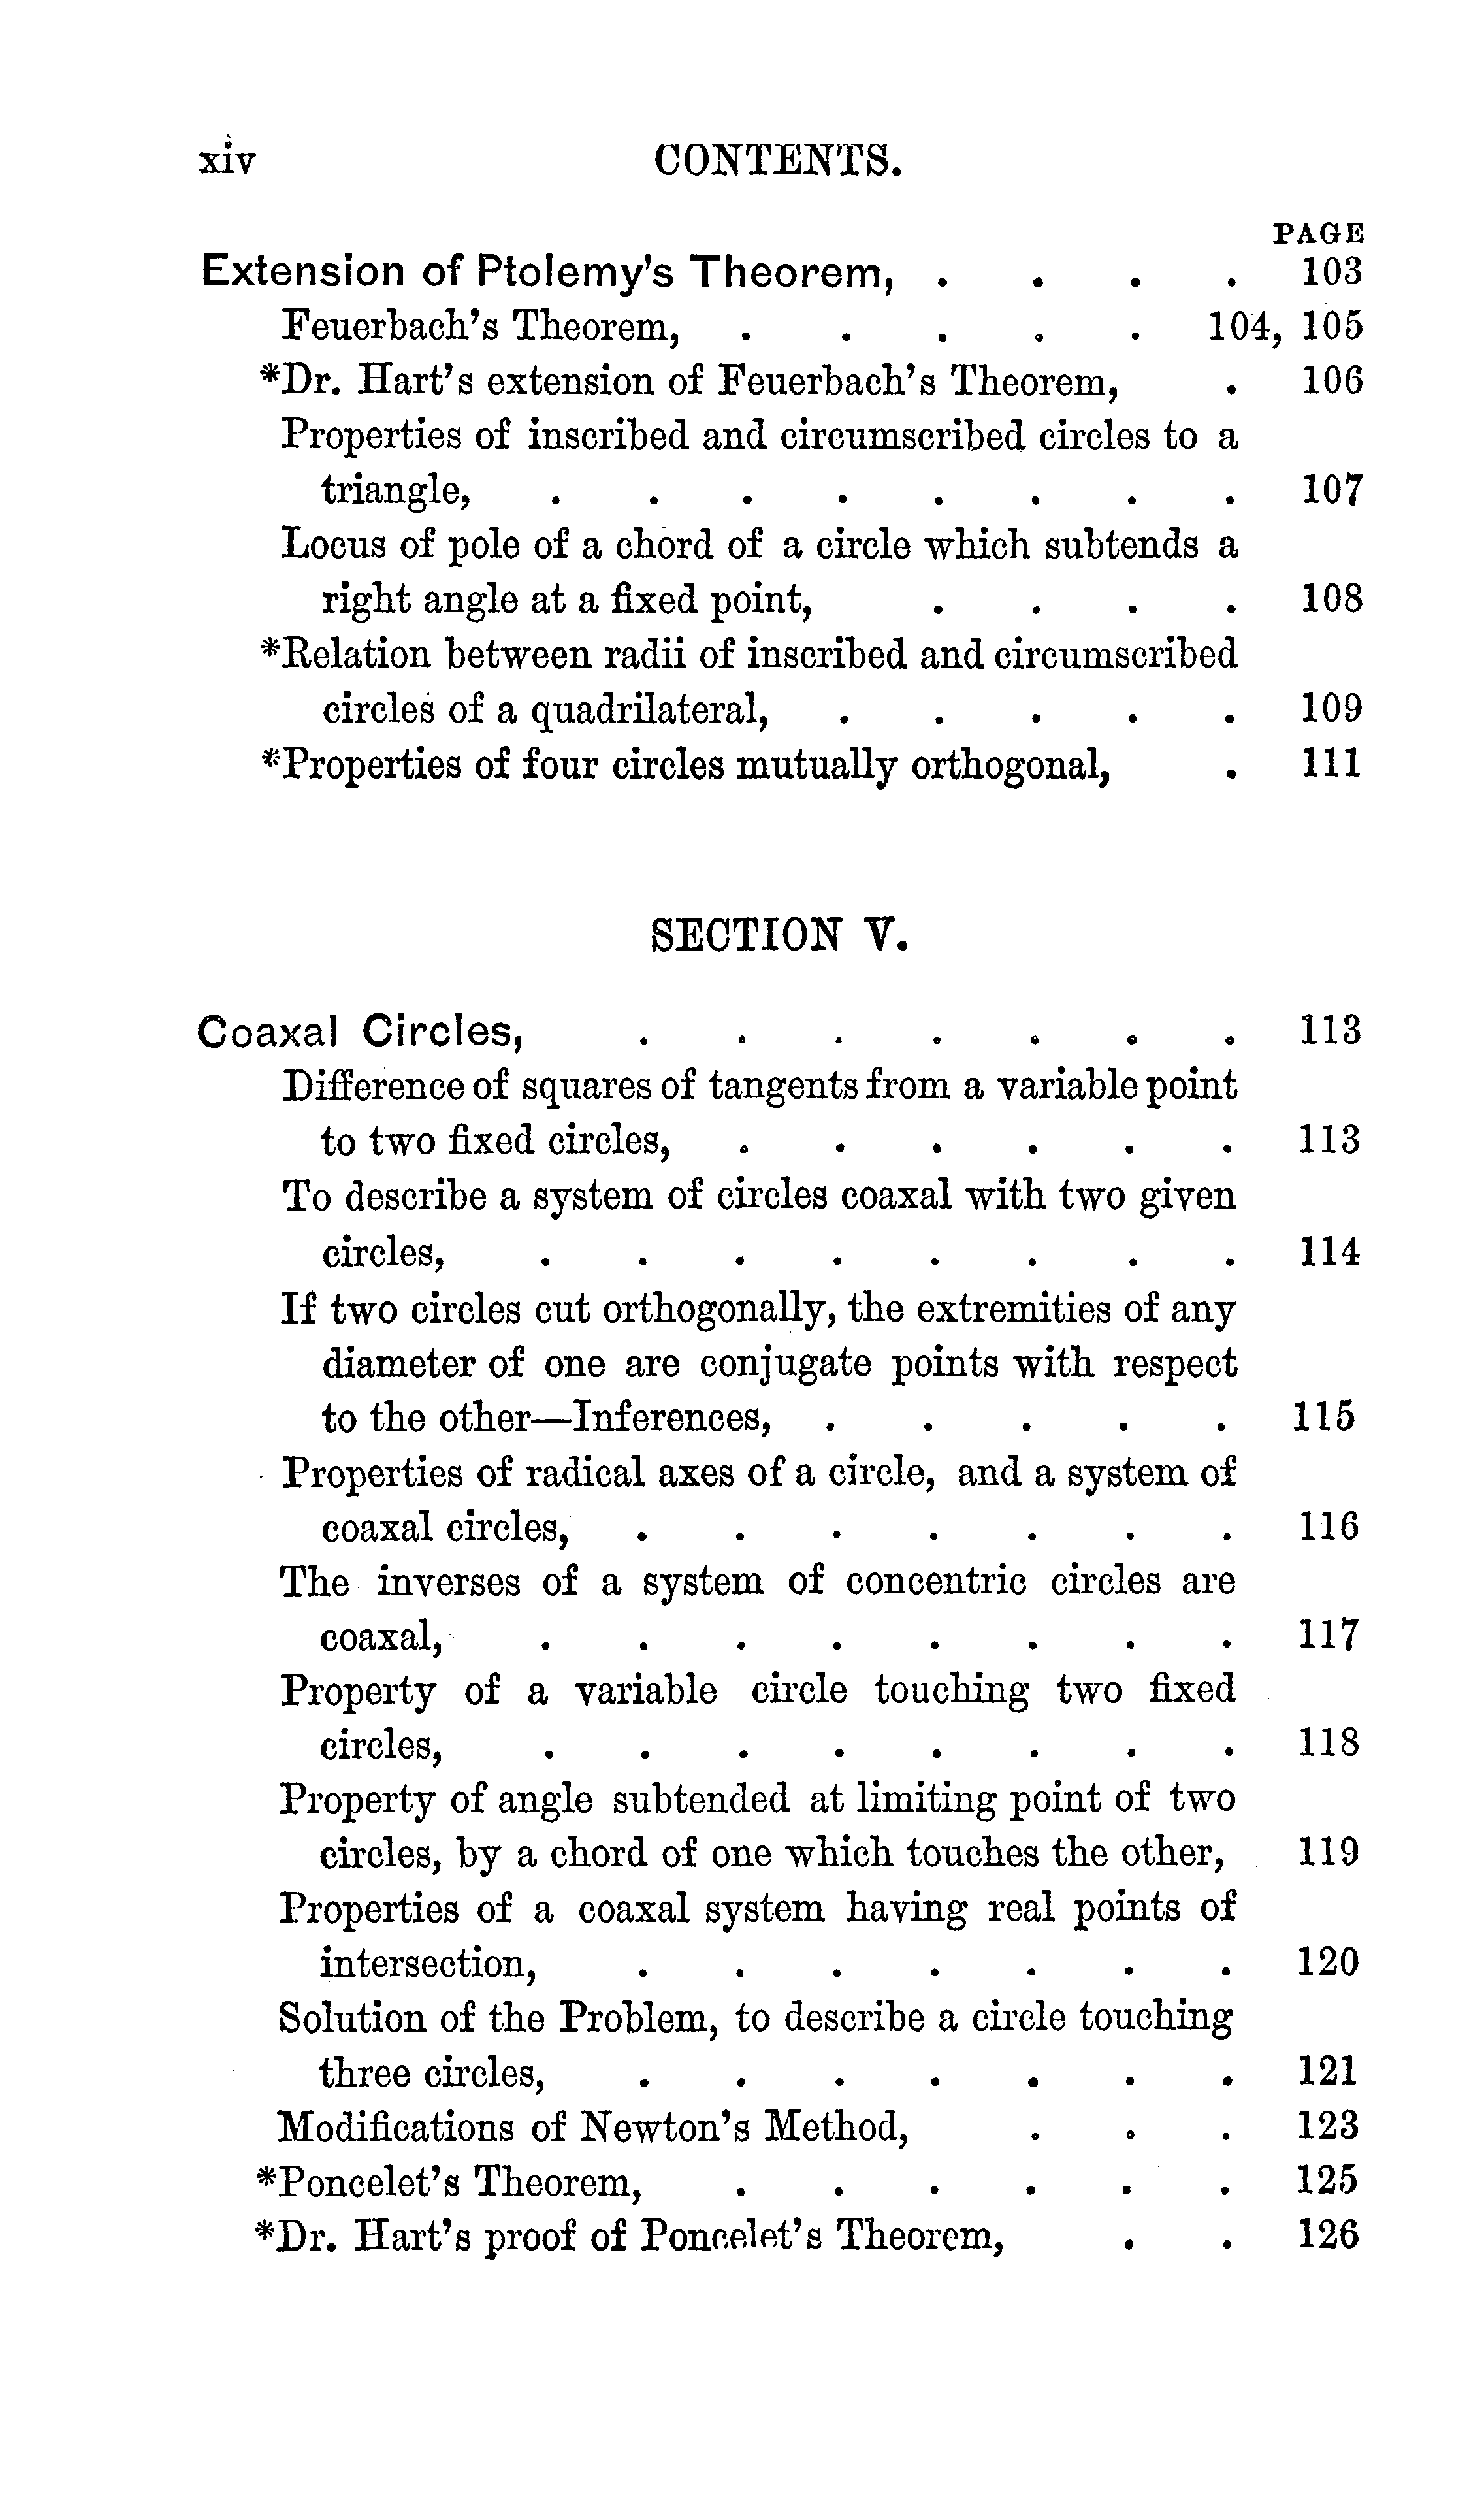 xiv CONTENTS.
PAGE
Extension of Ptolemy's Theorem, . . . . 103
Feuerbach's Theorem, . . . . . 104, 105
*Dr. Hart's extension of Feuerbach's Theorem, . 106
Properties of inscribed and circumscribed circles to a
triangle, . . . . . . . . 107
Locus of pole of a chord of a circle which subtends a
right angle at a fixed point, . . . . 108
*Relation between radii of inscribed and circumscribed
circles of a quadrilateral, . . . . . 109
*Properties of four circles mutually orthogonal, . 111
SECTION V.
Coaxal Circles, . . . . . . . 113
Difference of squares of tangents from a variable point
to two fixed circles, . . . . . . 113
To describe a system of circles coaxal with two given
circles, . . . . . . . . 114
If two circles cut orthogonally, the extremities of any
diameter of one are conjugate points with respect
to the other—Inferences, . . . . . 115
Properties of radical axes of a circle, and a system of
coaxal circles, . . . . . . . 116
The inverses of a system of concentric circles are
coaxal, . . . . . . . . 117
Property of a variable circle touching two fixed
circles, . . . . . . . . 118
Property of angle subtended at limiting point of two
circles, by a chord of one which touches the other, 119
Properties of a coaxal system having real points of
intersection, . . . . . . . 120
Solution of the Problem, to describe a circle touching
three circles, . . . . . . . 121
Modifications of Newton's Method, . . . 123
*Poncelet's Theorem, . . . . . . 125
*Dr. Hart's proof of Poncelet's Theorem, . . 126